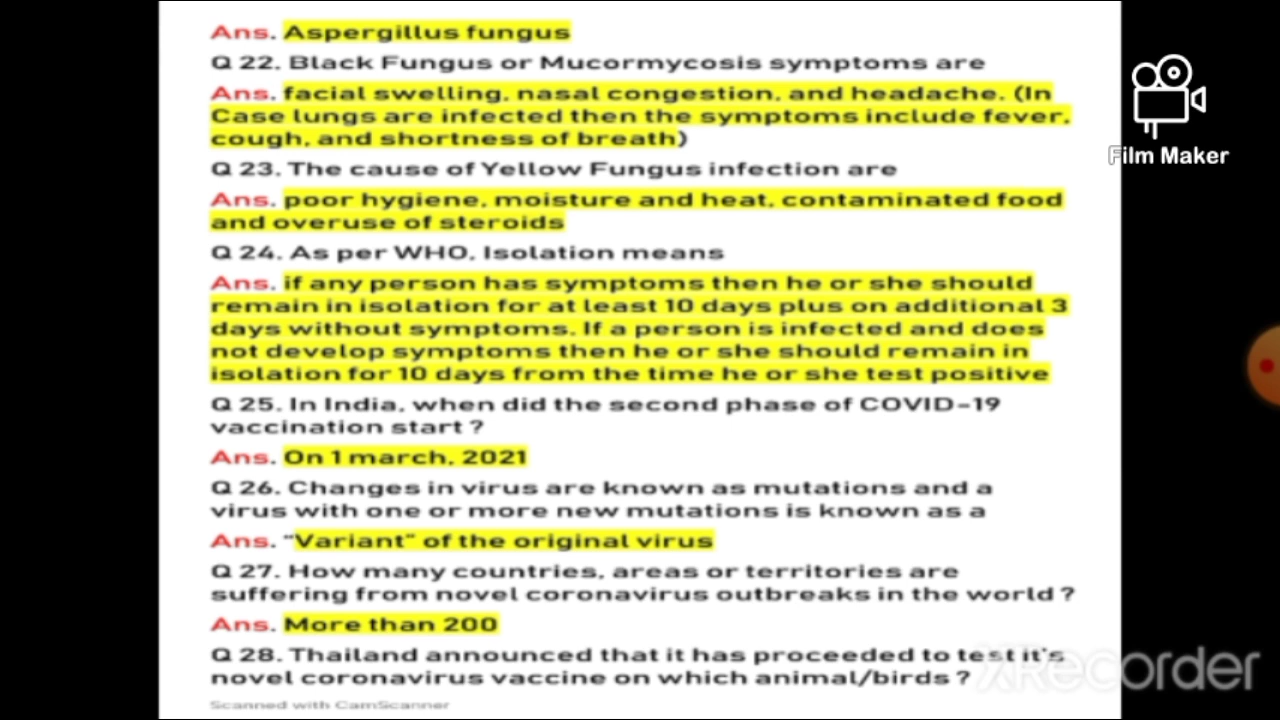 Ans. Aspergillus fungus
Q 22. Black Fungus or Mucormycosis symptoms are
Ans. facial swelling, nasal congestion, and headache. (In
Case lungs are infected then the symptoms include fever,
cough, and shortness of breath)
Q 23. The cause of Yellow Fungus infection are
Ans. poor hygiene, moisture and heat, contaminated food
and overuse of steroids
Q 24. As per WHO, Isolation means
Ans. if any person has symptoms then he or she should
remain in isolation for at least 10 days plus on additional 3
days without symptoms. If a person is infected and does
not develop symptoms then he or she should remain in
isolation for 10 days from the time he or she test positive
Q 25. In India, when did the second phase of COVID-19
vaccination start ?
Ans. On 1 march, 2021
Q 26. Changes in virus are known as mutations and a
virus with one or more new mutations is known as a
Ans. "Variant" of the original virus
Q 27. How many countries, areas or territories are
suffering from novel coronavirus outbreaks in the world ?
Ans. More than 200
Q 28. Thailand announced that it has proceeded to test it's
novel coronavirus vaccine on which animal/birds ?
Scanned with CamScanner
Film Maker
XRecorder